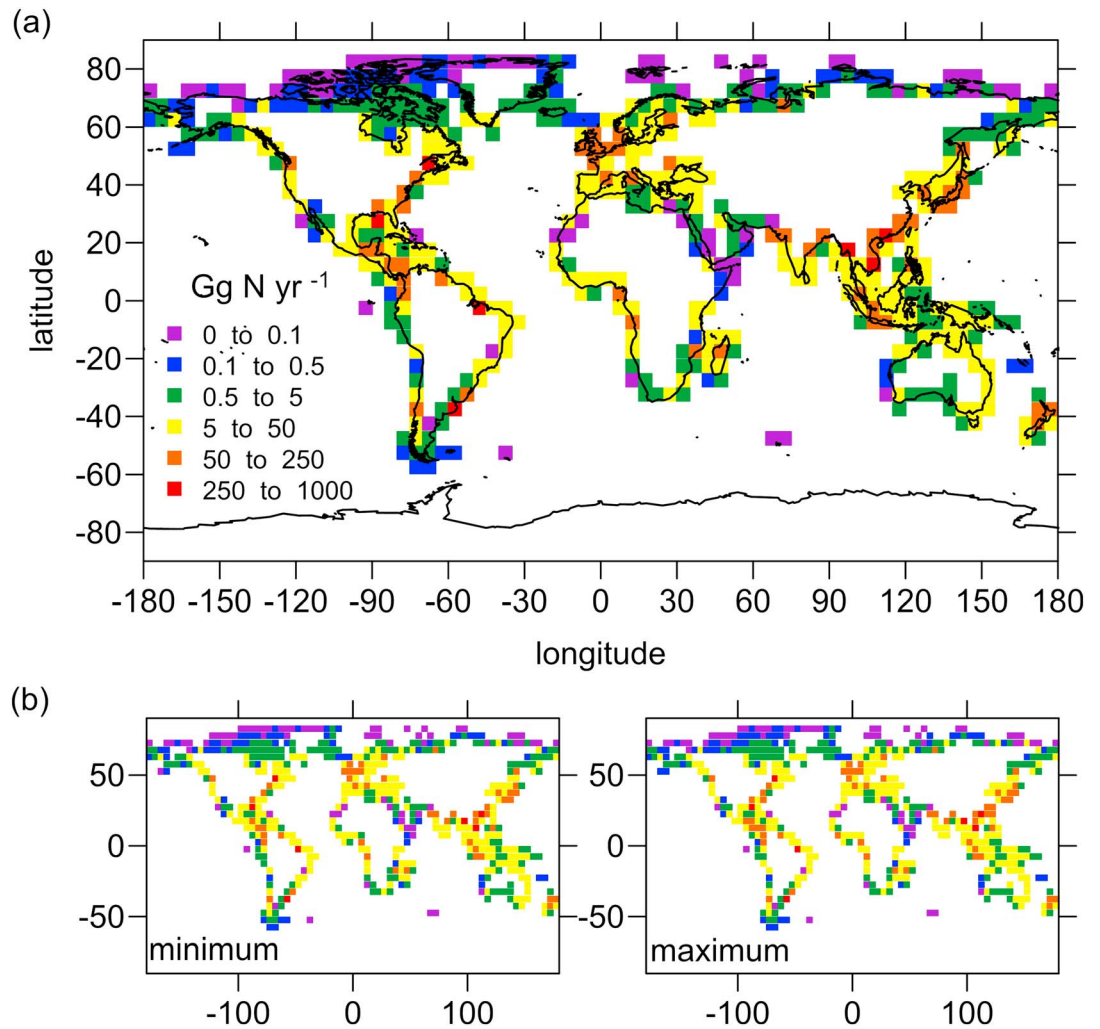 (a)
80
60
40
20
0
-20
-40
-60
-80
latitude
Gg N yr -1
0 to 0.1
0.1 to 0.5
0.5 to 5
5 to 50
50 to 250
250 to 1000
-180 -150 -120 -90 -60 -30 0 30 60 90 120 150 180
longitude
(b)
50
0
-50
minimum
-100 0 100
50
0
-50
maximum
-100 0 100